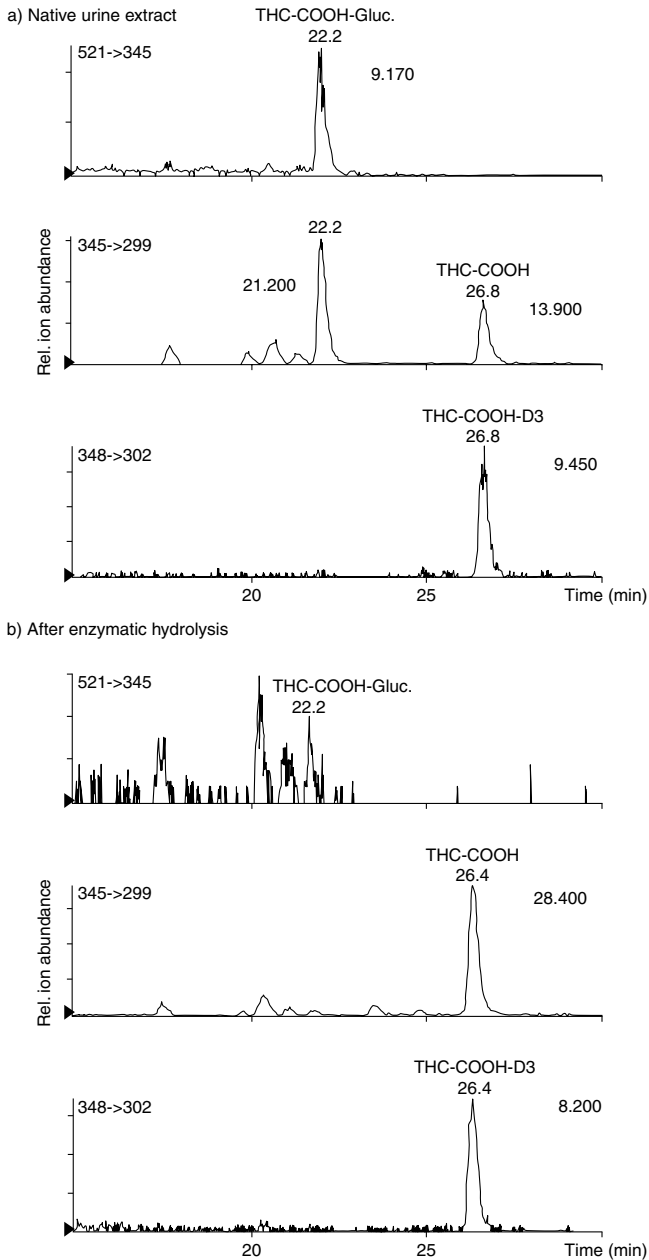 a) Native urine extract
THC-COOH-Gluc.
22.2
521->345
9.170
22.2
345->299
21.200
THC-COOH
26.8
13.900
Rel. ion abundance
THC-COOH-D3
26.8
348->302
9.450
20
25
Time (min)
b) After enzymatic hydrolysis
521->345
THC-COOH-Gluc.
22.2
THC-COOH
26.4
345->299
28.400
Rel. ion abundance
THC-COOH-D3
26.4
348->302
8.200
20
25
Time (min)